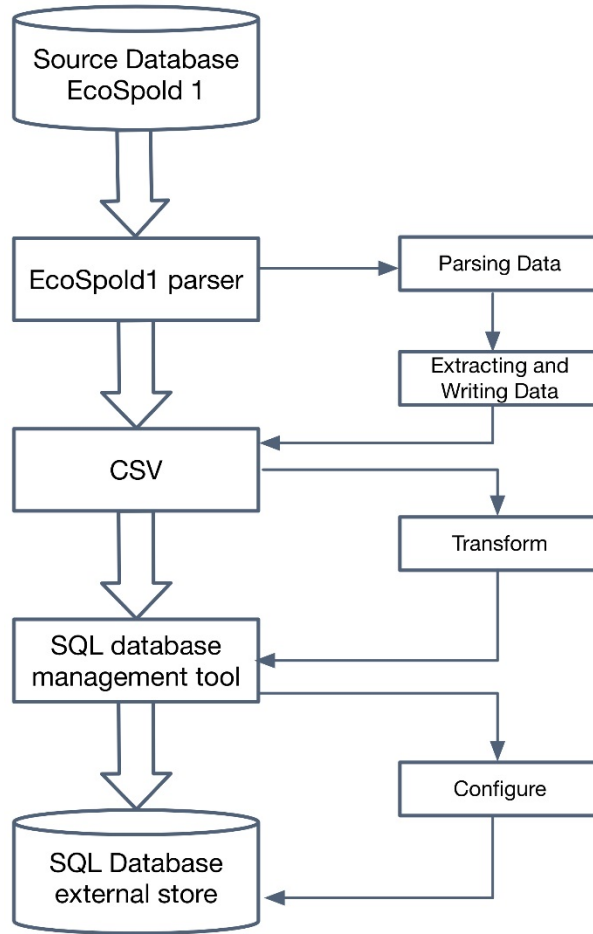 Source Database
EcoSpold 1
EcoSpold1 parser
Parsing Data
Extracting and
Writing Data
CSV
Transform
SQL database
management tool
Configure
SQL Database
external store